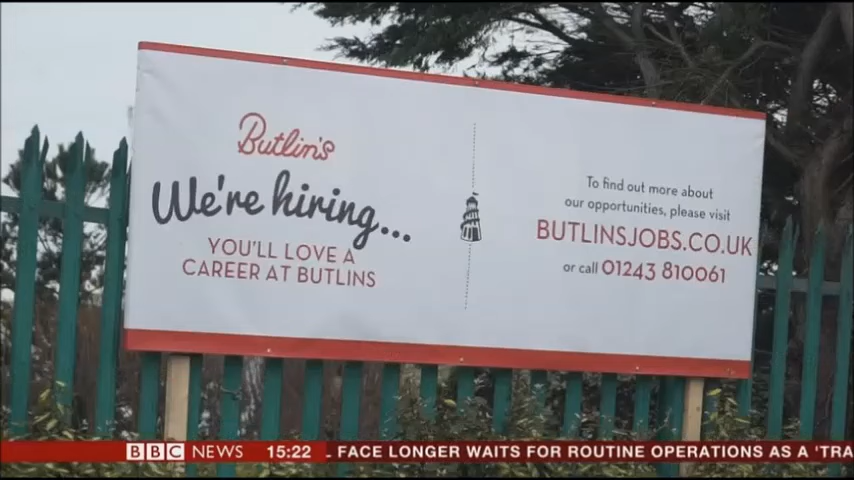 Butlin's
We're hiring...
YOU'LL LOVE A
CAREER AT BUTLINS
To find out more about
our opportunities, please visit
BUTLINSJOBS.CO.UK
or call 01243 810061
BBC NEWS 15:22 L FACE LONGER WAITS FOR ROUTINE OPERATIONS AS A 'TRA